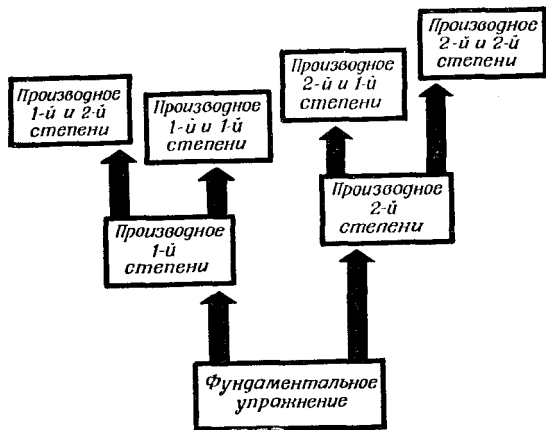 Производное
2-й и 2-й
степени
Производное
1-й и 2-й
степени
Производное
1-й и 1-й
степени
Производное
2-й и 1-й
степени
Производное
1-й
степени
Производное
2-й
степени
Фундаментальное
упражнение